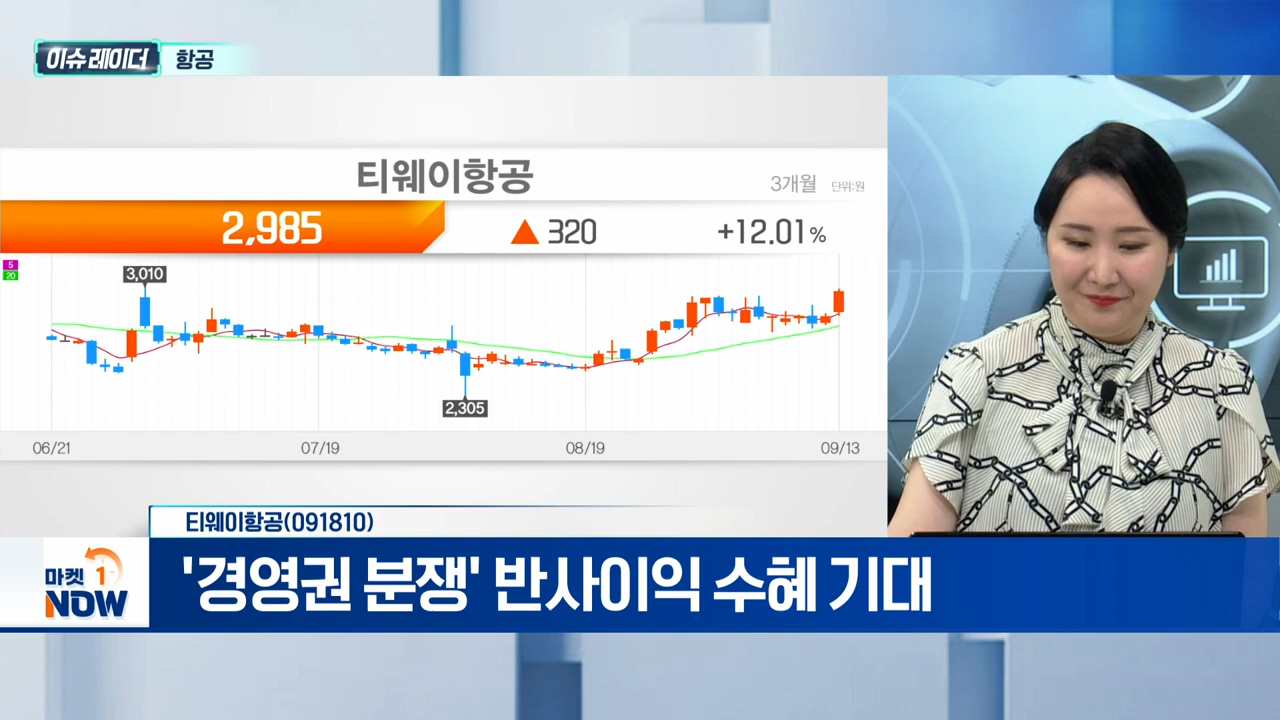 이슈레이더 항공
티웨이항공
3개월 단위:원
2,985 ▲ 320 +12.01%
5
20
3,010
2,305
06/21 07/19 08/19 09/13
티웨이항공(091810)
마켓 1
NOW
'경영권 분쟁' 반사이익 수혜 기대